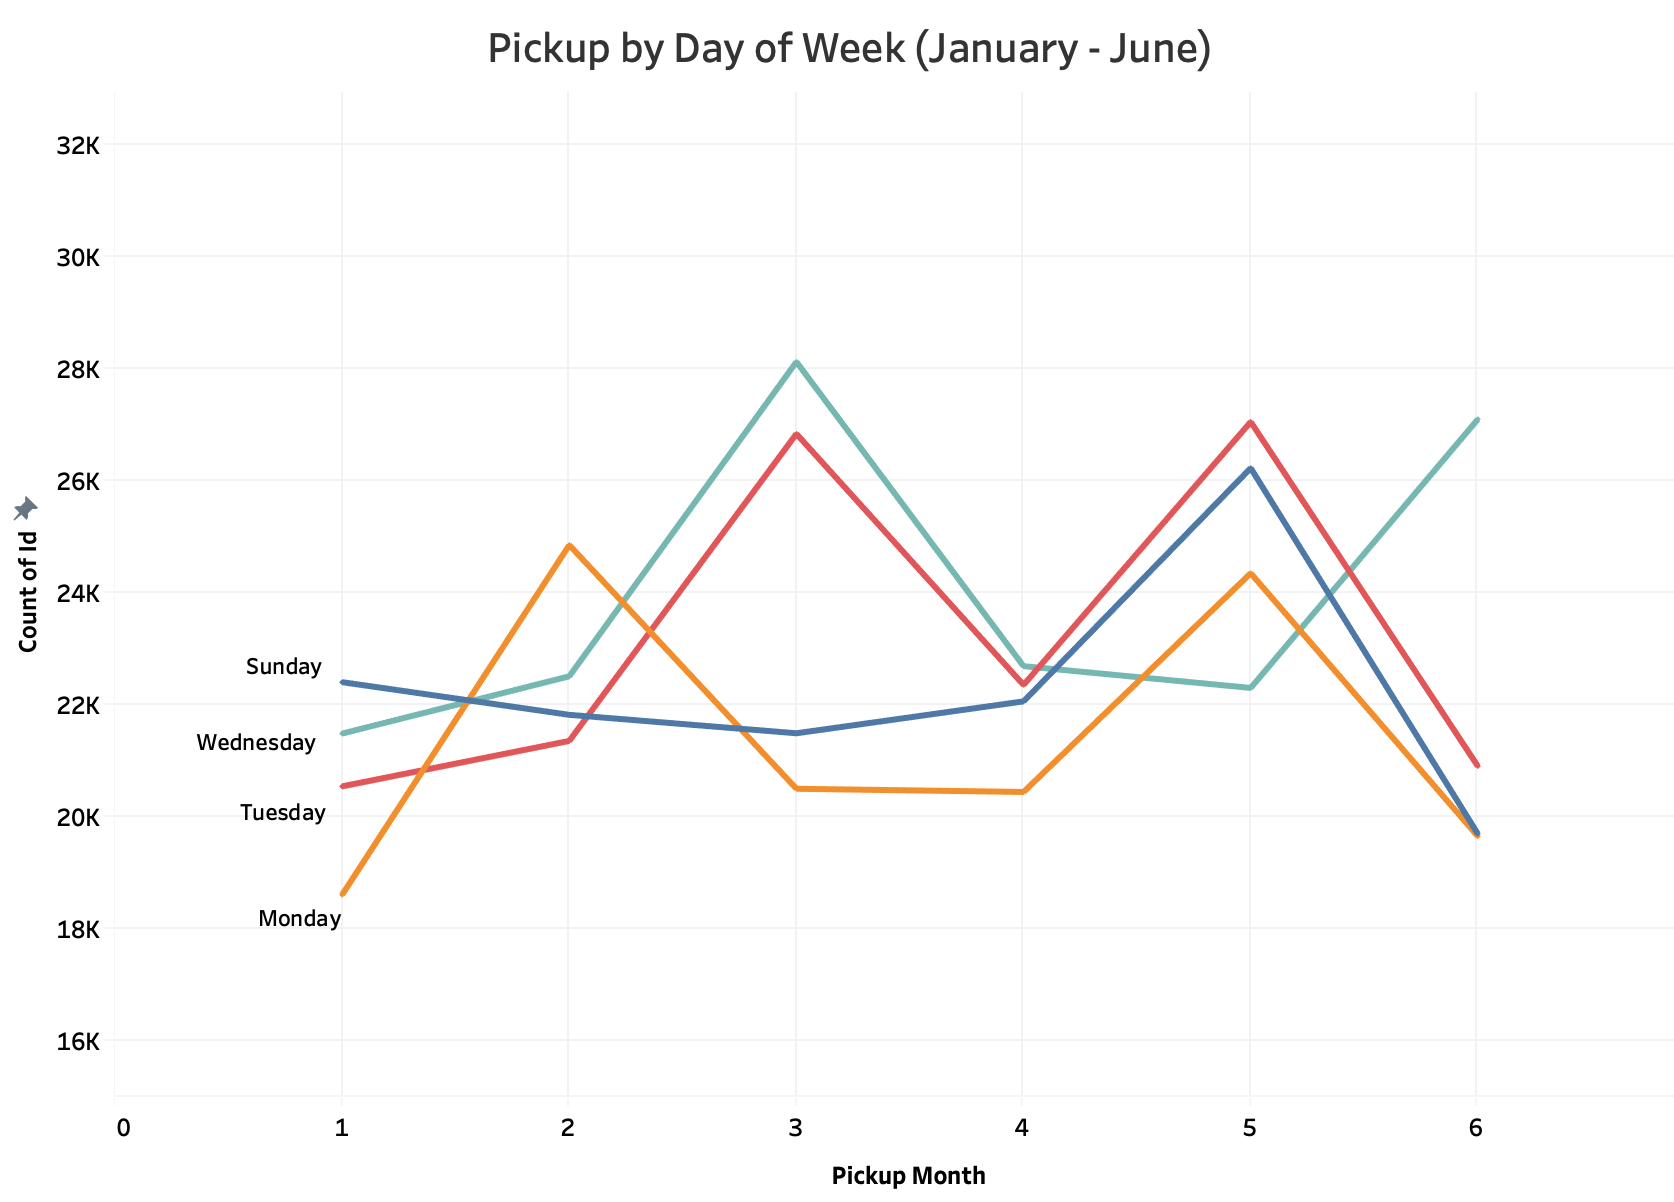 Pickup by Day of Week (January - June)
32K
30K
28K
26K
24K
22K
20K
18K
16K
Count of Id
Sunday
Wednesday
Tuesday
Monday
0 1 2 3 4 5 6
Pickup Month